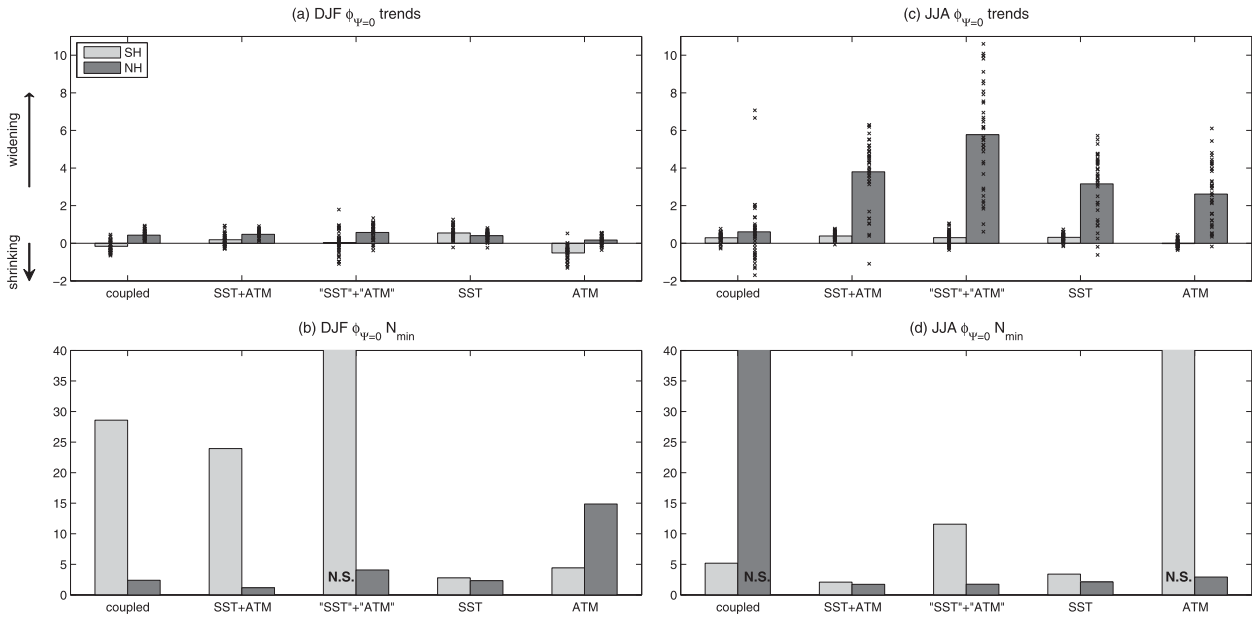 (a) DJF ϕΨ=0 trends
SH
NH
10
8
6
4
2
0
−2
widening
shrinking
coupled SST+ATM "SST"+"ATM" SST ATM
(c) JJA ϕΨ=0 trends
10
8
6
4
2
0
−2
coupled SST+ATM "SST"+"ATM" SST ATM
(b) DJF ϕΨ=0 Nmin
40
35
30
25
20
15
10
5
0
N.S.
coupled SST+ATM "SST"+"ATM" SST ATM
(d) JJA ϕΨ=0 Nmin
40
35
30
25
20
15
10
5
0
N.S. N.S.
coupled SST+ATM "SST"+"ATM" SST ATM